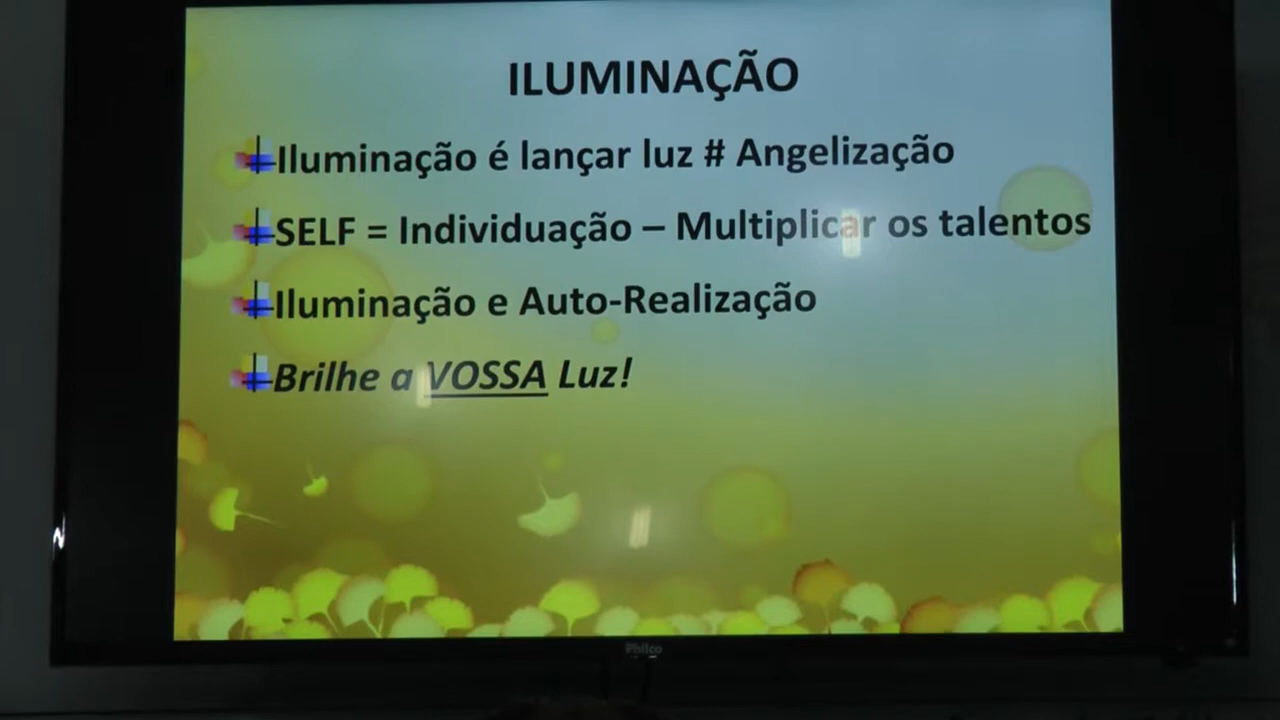 ILUMINAÇÃO
Iluminação é lançar luz # Angelização
SELF = Individuação – Multiplicar os talentos
Iluminação e Auto-Realização
Brilhe a VOSSA Luz!
Philco